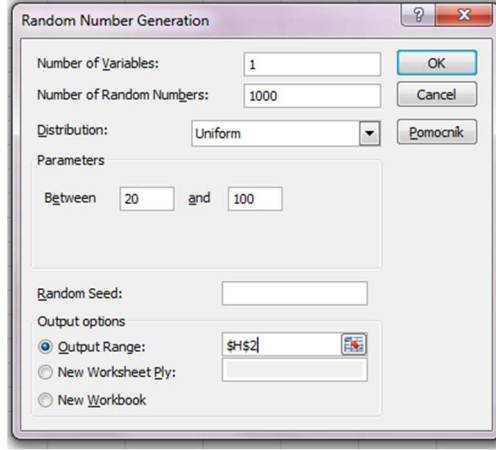 Random Number Generation
Number of Variables: 1 OK
Number of Random Numbers: 1000 Cancel
Distribution: Uniform Pomocník
Parameters
Between 20 and 100
Random Seed:
Output options
Output Range: $H$2
New Worksheet Ply:
New Workbook